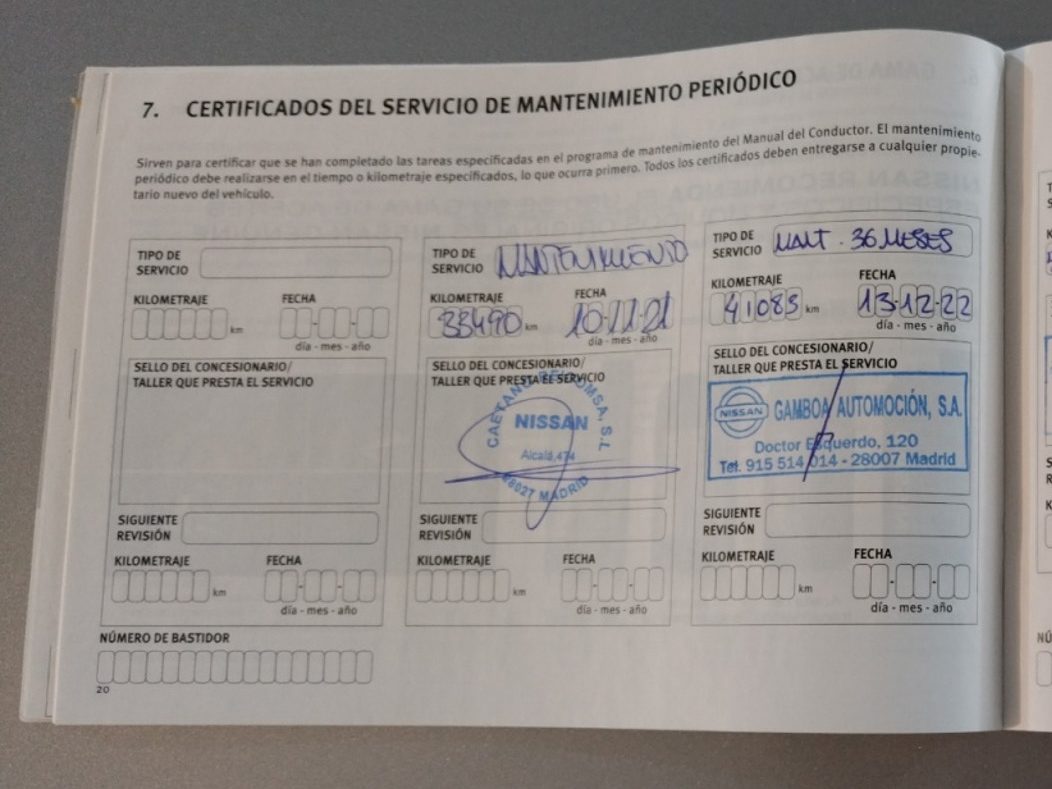 7. CERTIFICADOS DEL SERVICIO DE MANTENIMIENTO PERIÓDICO
Sirven para certificar que se han completado las tareas especificadas en el programa de mantenimiento del Manual del Conductor. El mantenimiento
periódico debe realizarse en el tiempo o kilometraje especificados, lo que ocurra primero. Todos los certificados deben entregarse a cualquier propie-
tario nuevo del vehículo.
TIPO DE
SERVICIO
KILOMETRAJE FECHA
km
día - mes - año
SELLO DEL CONCESIONARIO/
TALLER QUE PRESTA EL SERVICIO
SIGUIENTE
REVISIÓN
KILOMETRAJE FECHA
km
día - mes - año
NÚMERO DE BASTIDOR
20
TIPO DE
SERVICIO MANTENIMIENTO
KILOMETRAJE FECHA
33490 km 10-11-21
día - mes - año
SELLO DEL CONCESIONARIO/
TALLER QUE PRESTA EL SERVICIO
CAETANO S.L
NISSAN
Alcalá, 474
28027 MADRID
SIGUIENTE
REVISIÓN
KILOMETRAJE FECHA
km
día - mes - año
TIPO DE
SERVICIO MANT. 36 MESES
KILOMETRAJE FECHA
41085 km 13-12-22
día - mes - año
SELLO DEL CONCESIONARIO/
TALLER QUE PRESTA EL SERVICIO
NISSAN GAMBOA AUTOMOCIÓN, S.A.
Doctor Esquerdo, 120
Tef. 915 514 014 - 28007 Madrid
SIGUIENTE
REVISIÓN
KILOMETRAJE FECHA
km
día - mes - año